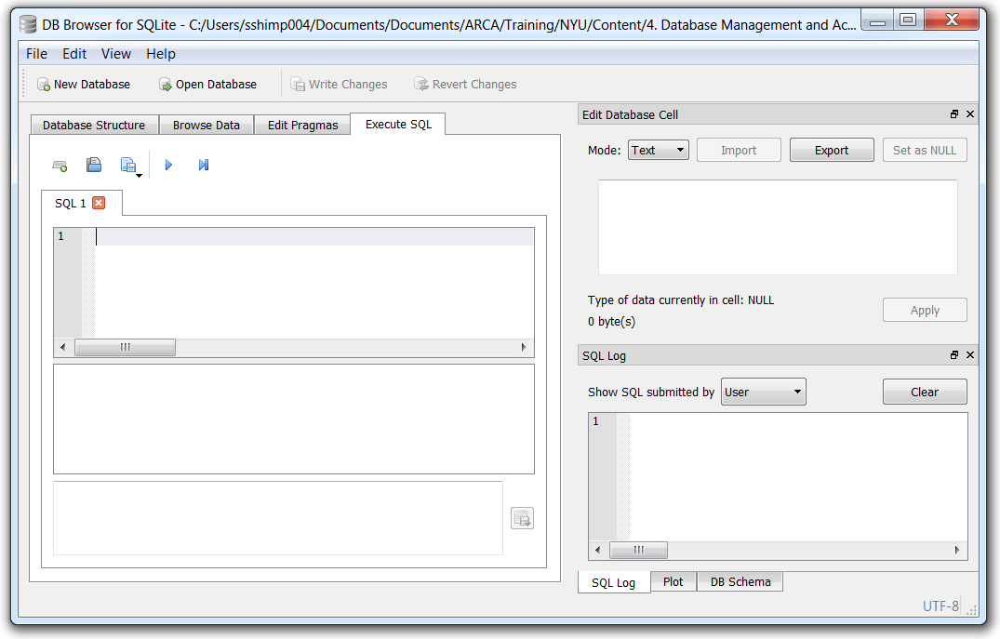 DB Browser for SQLite - C:/Users/sshimp004/Documents/Documents/ARCA/Training/NYU/Content/4. Database Management and Ac...
File Edit View Help
New Database Open Database Write Changes Revert Changes
Database Structure Browse Data Edit Pragmas Execute SQL
SQL 1
1
Edit Database Cell
Mode: Text Import Export Set as NULL
Type of data currently in cell: NULL
0 byte(s)
Apply
SQL Log
Show SQL submitted by User Clear
1
SQL Log Plot DB Schema
UTF-8